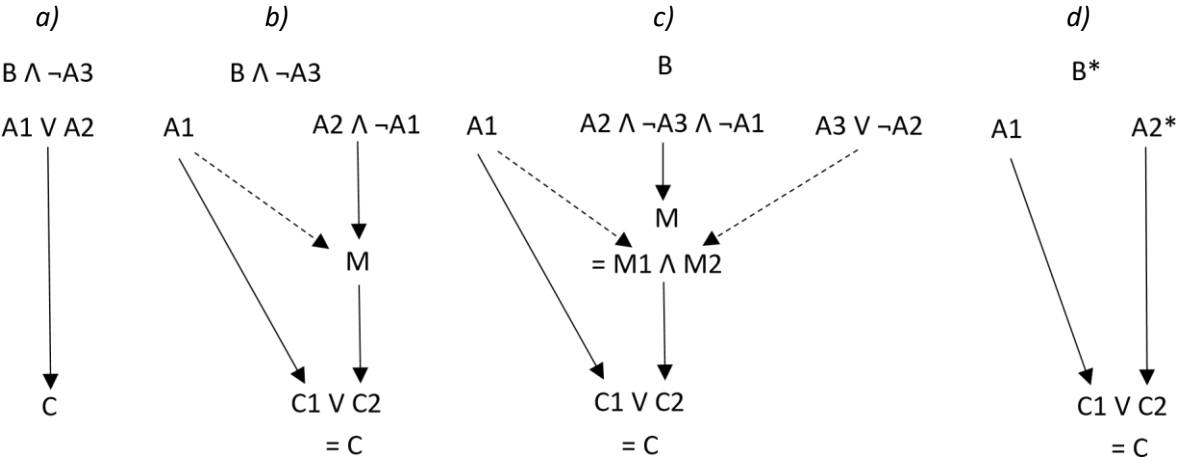 a) b) c) d)
B Λ ¬A3 B Λ ¬A3 B B*
A1 V A2 A1 A2 Λ ¬A1 A1 A2 Λ ¬A3 Λ ¬A1 A3 V ¬A2 A1 A2*
M
M
= M1 Λ M2
C C1 V C2 C1 V C2 C1 V C2
= C = C = C